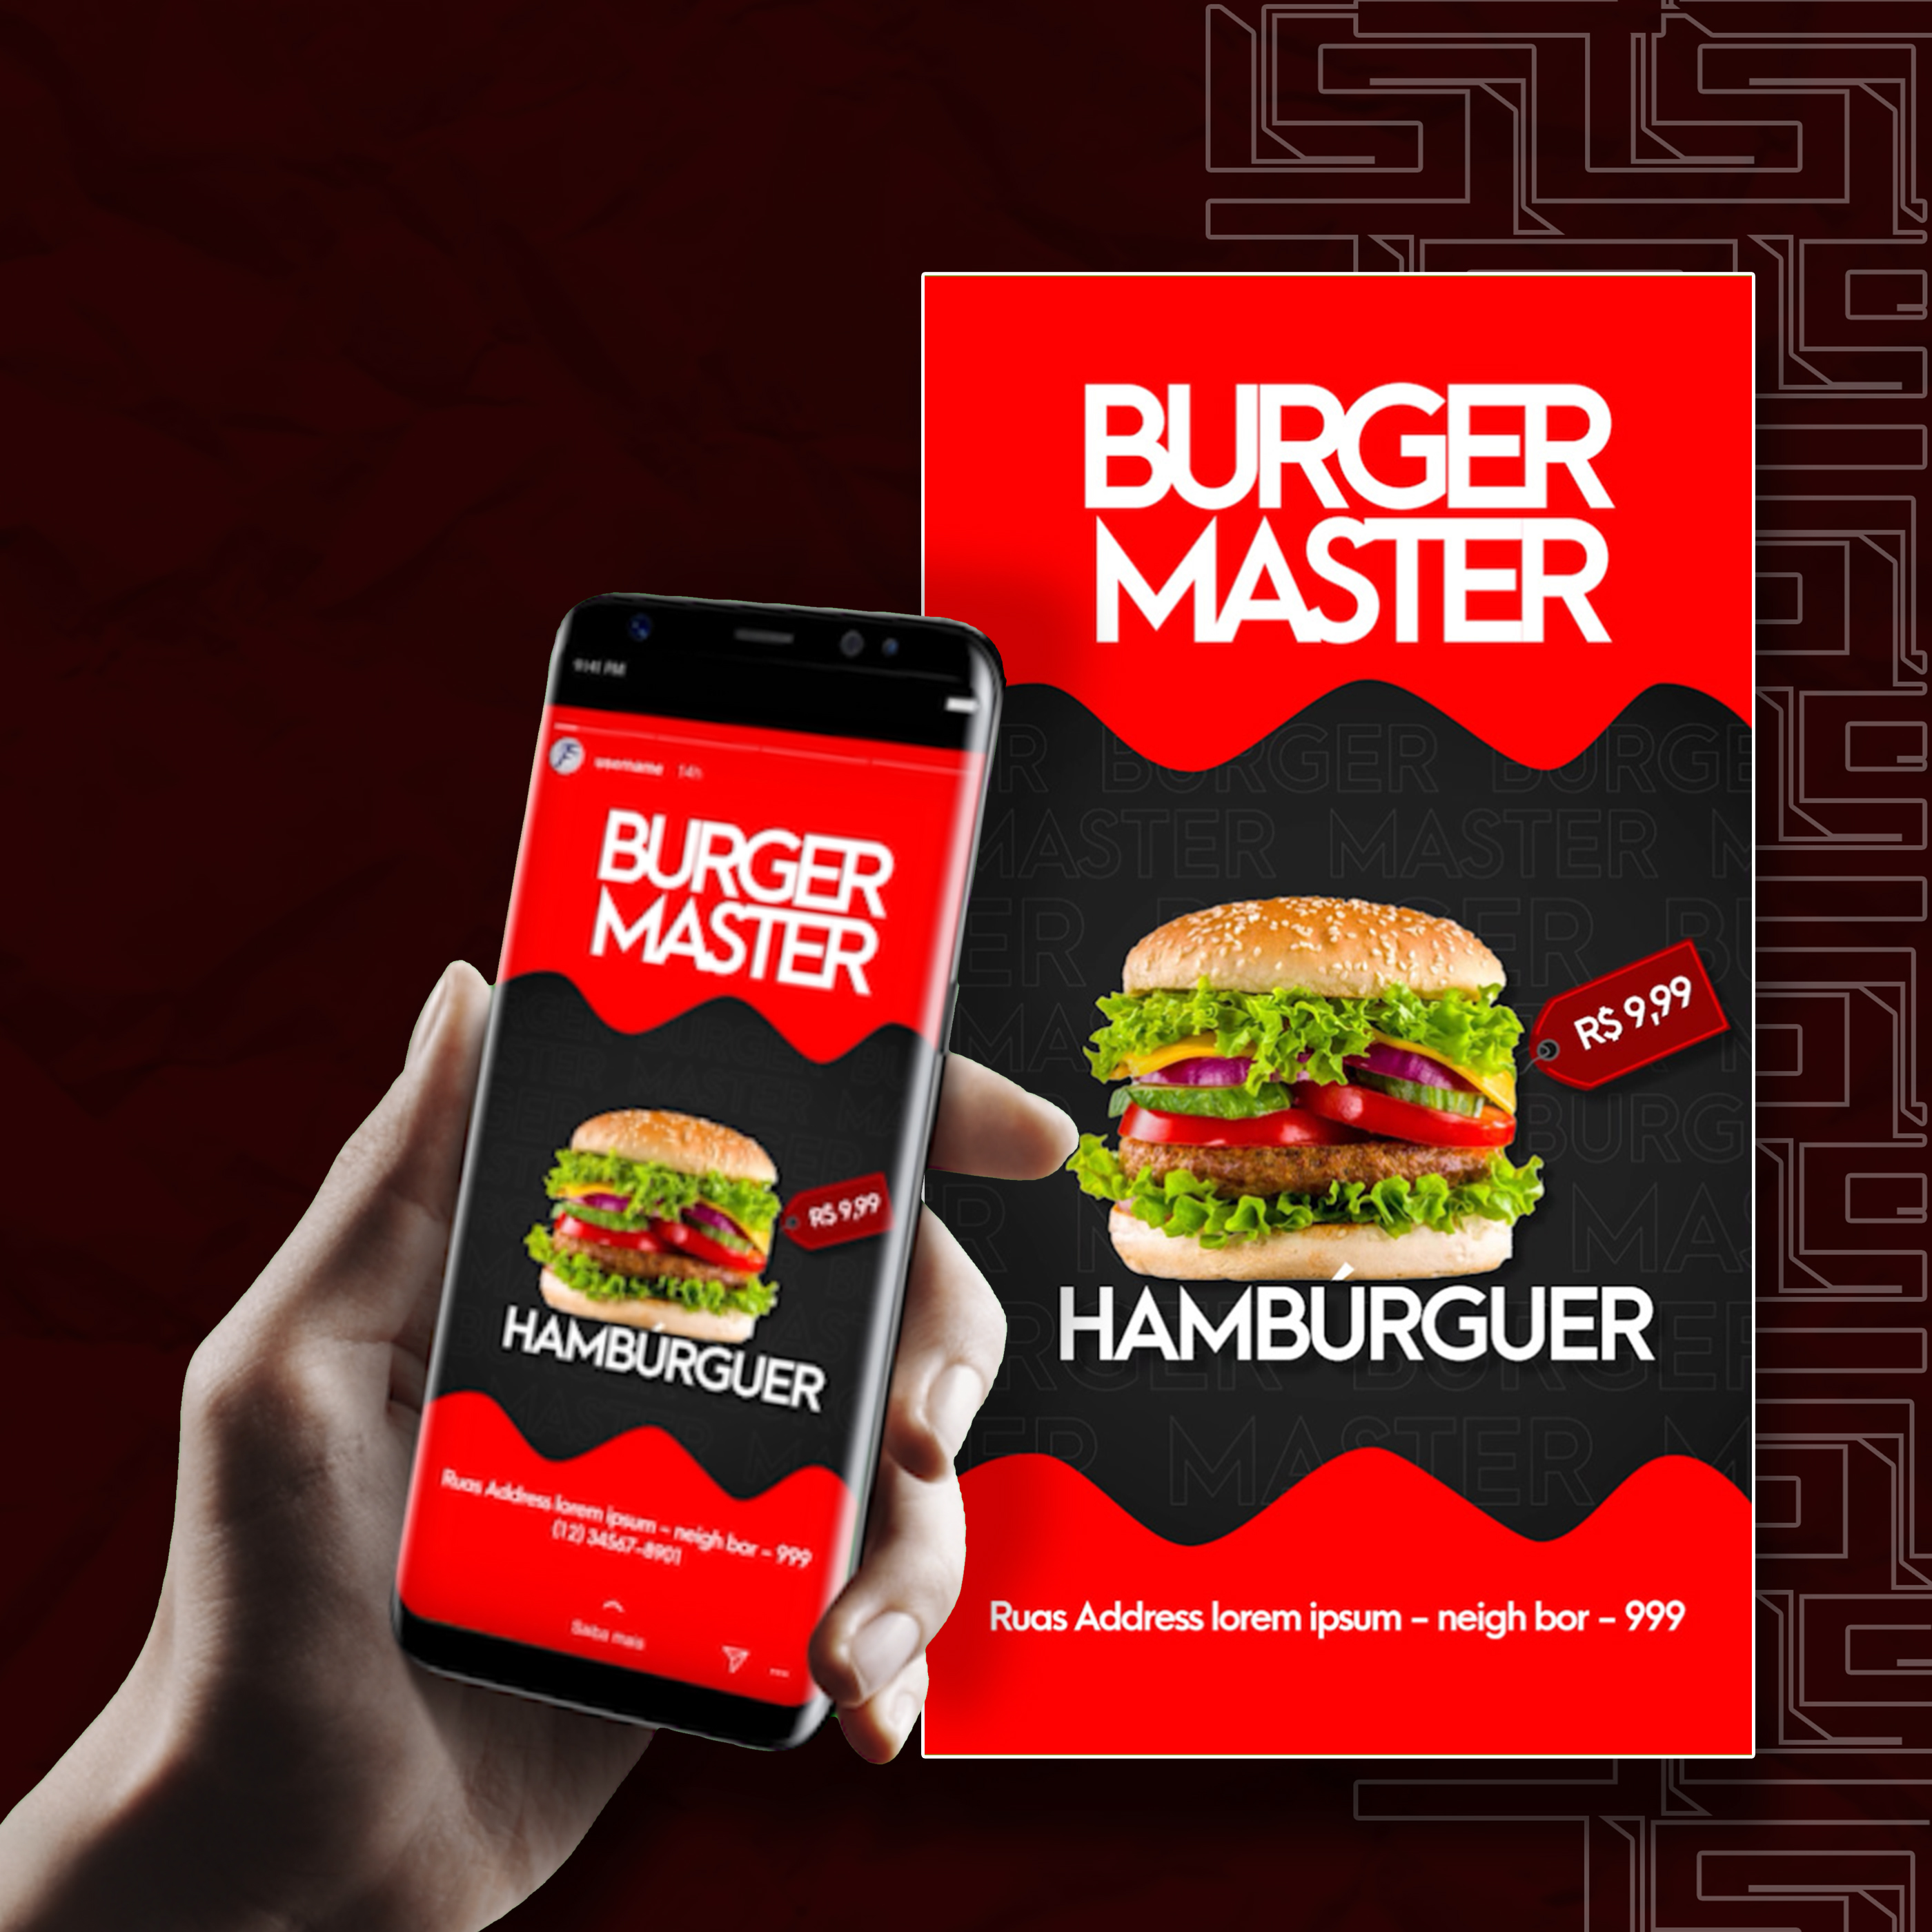 BURGER
MASTER
R$ 9,99
HAMBÚRGUER
Ruas Address lorem ipsum – neigh bor – 999
9:41 PM
username 14h
BURGER
MASTER
R$ 9,99
HAMBÚRGUER
Ruas Address lorem ipsum – neigh bor – 999
(12) 34567-8901
Saiba mais
R BURGER BURGE
MASTER MASTER M